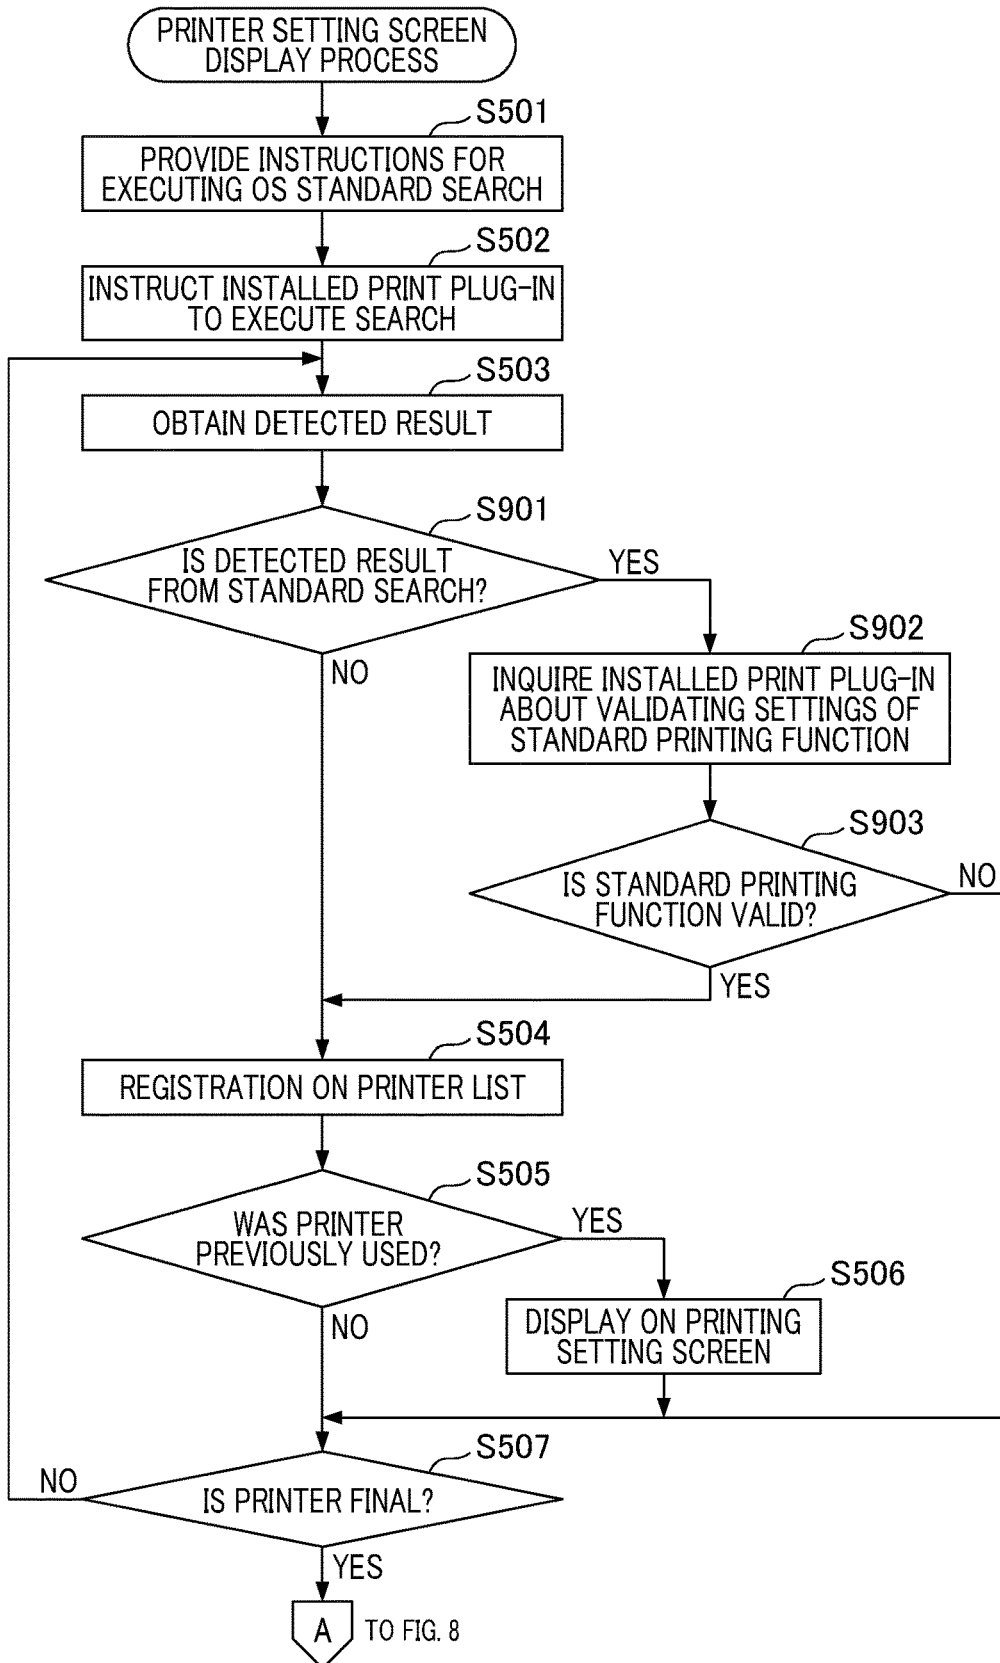 PRINTER SETTING SCREEN
DISPLAY PROCESS
S501
PROVIDE INSTRUCTIONS FOR
EXECUTING OS STANDARD SEARCH
S502
INSTRUCT INSTALLED PRINT PLUG-IN
TO EXECUTE SEARCH
S503
OBTAIN DETECTED RESULT
S901
IS DETECTED RESULT
FROM STANDARD SEARCH?
YES
NO
S902
INQUIRE INSTALLED PRINT PLUG-IN
ABOUT VALIDATING SETTINGS OF
STANDARD PRINTING FUNCTION
S903
IS STANDARD PRINTING
FUNCTION VALID?
NO
YES
S504
REGISTRATION ON PRINTER LIST
S505
WAS PRINTER
PREVIOUSLY USED?
YES
NO
S506
DISPLAY ON PRINTING
SETTING SCREEN
S507
IS PRINTER FINAL?
NO
YES
A
TO FIG. 8